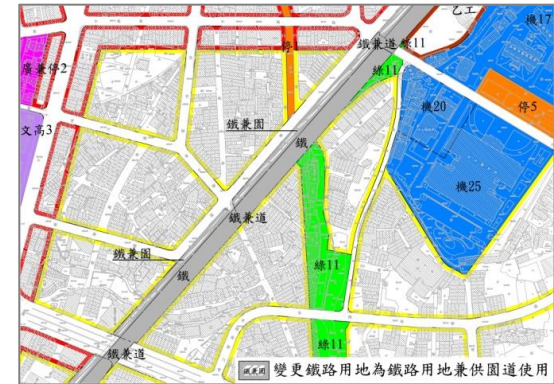 乙工
機17
廣兼停2
停1
鐵兼道
綠11
綠11
文高3
鐵兼園
鐵
機20
停5
機25
鐵兼道
鐵兼園
鐵
綠11
綠11
鐵兼道
鐵兼園 變更鐵路用地為鐵路用地兼供園道使用